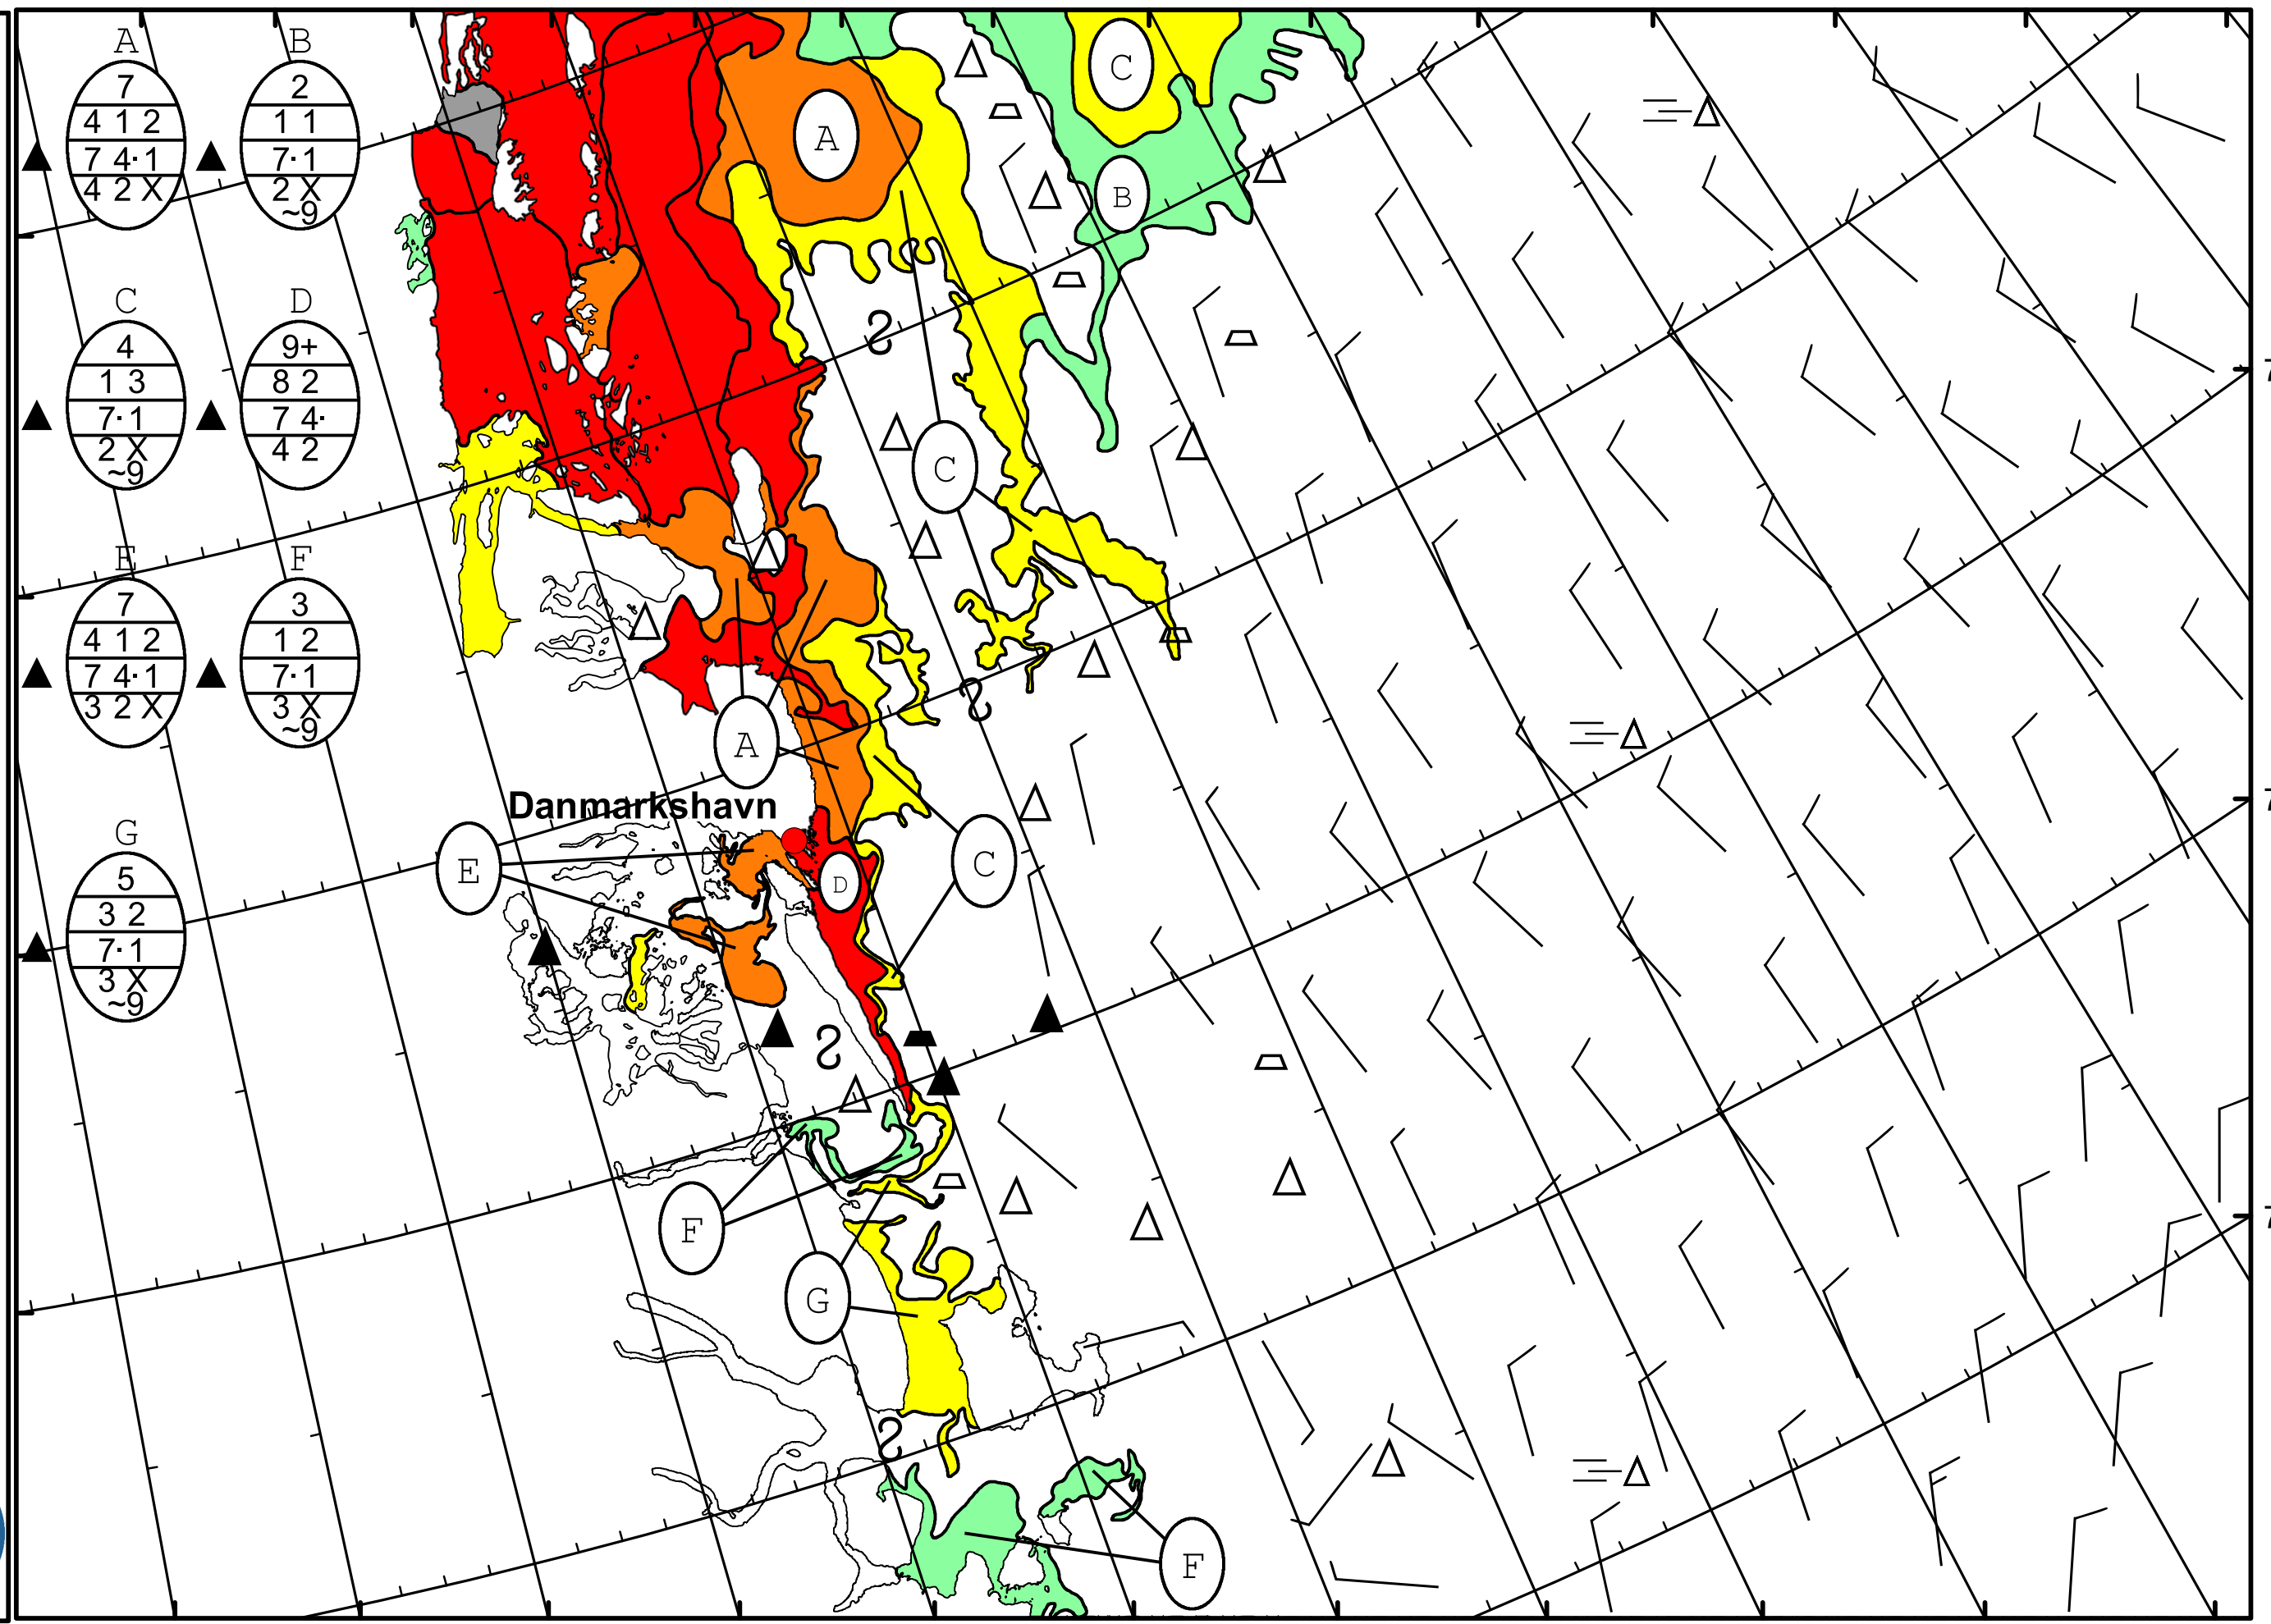 A B
7 2
4 1 2 1 1
7 4·1 7·1
4 2 X 2 X
~9
C D
4 9+
1 3 8 2
7·1 7 4·
2 X 4 2
~9
E F
7 3
4 1 2 1 2
7 4·1 7·1
3 2 X 3 X
~9
G
5
3 2
7·1
3 X
~9
C
A
B
C
A
Danmarkshavn
E
D
C
F
G
F